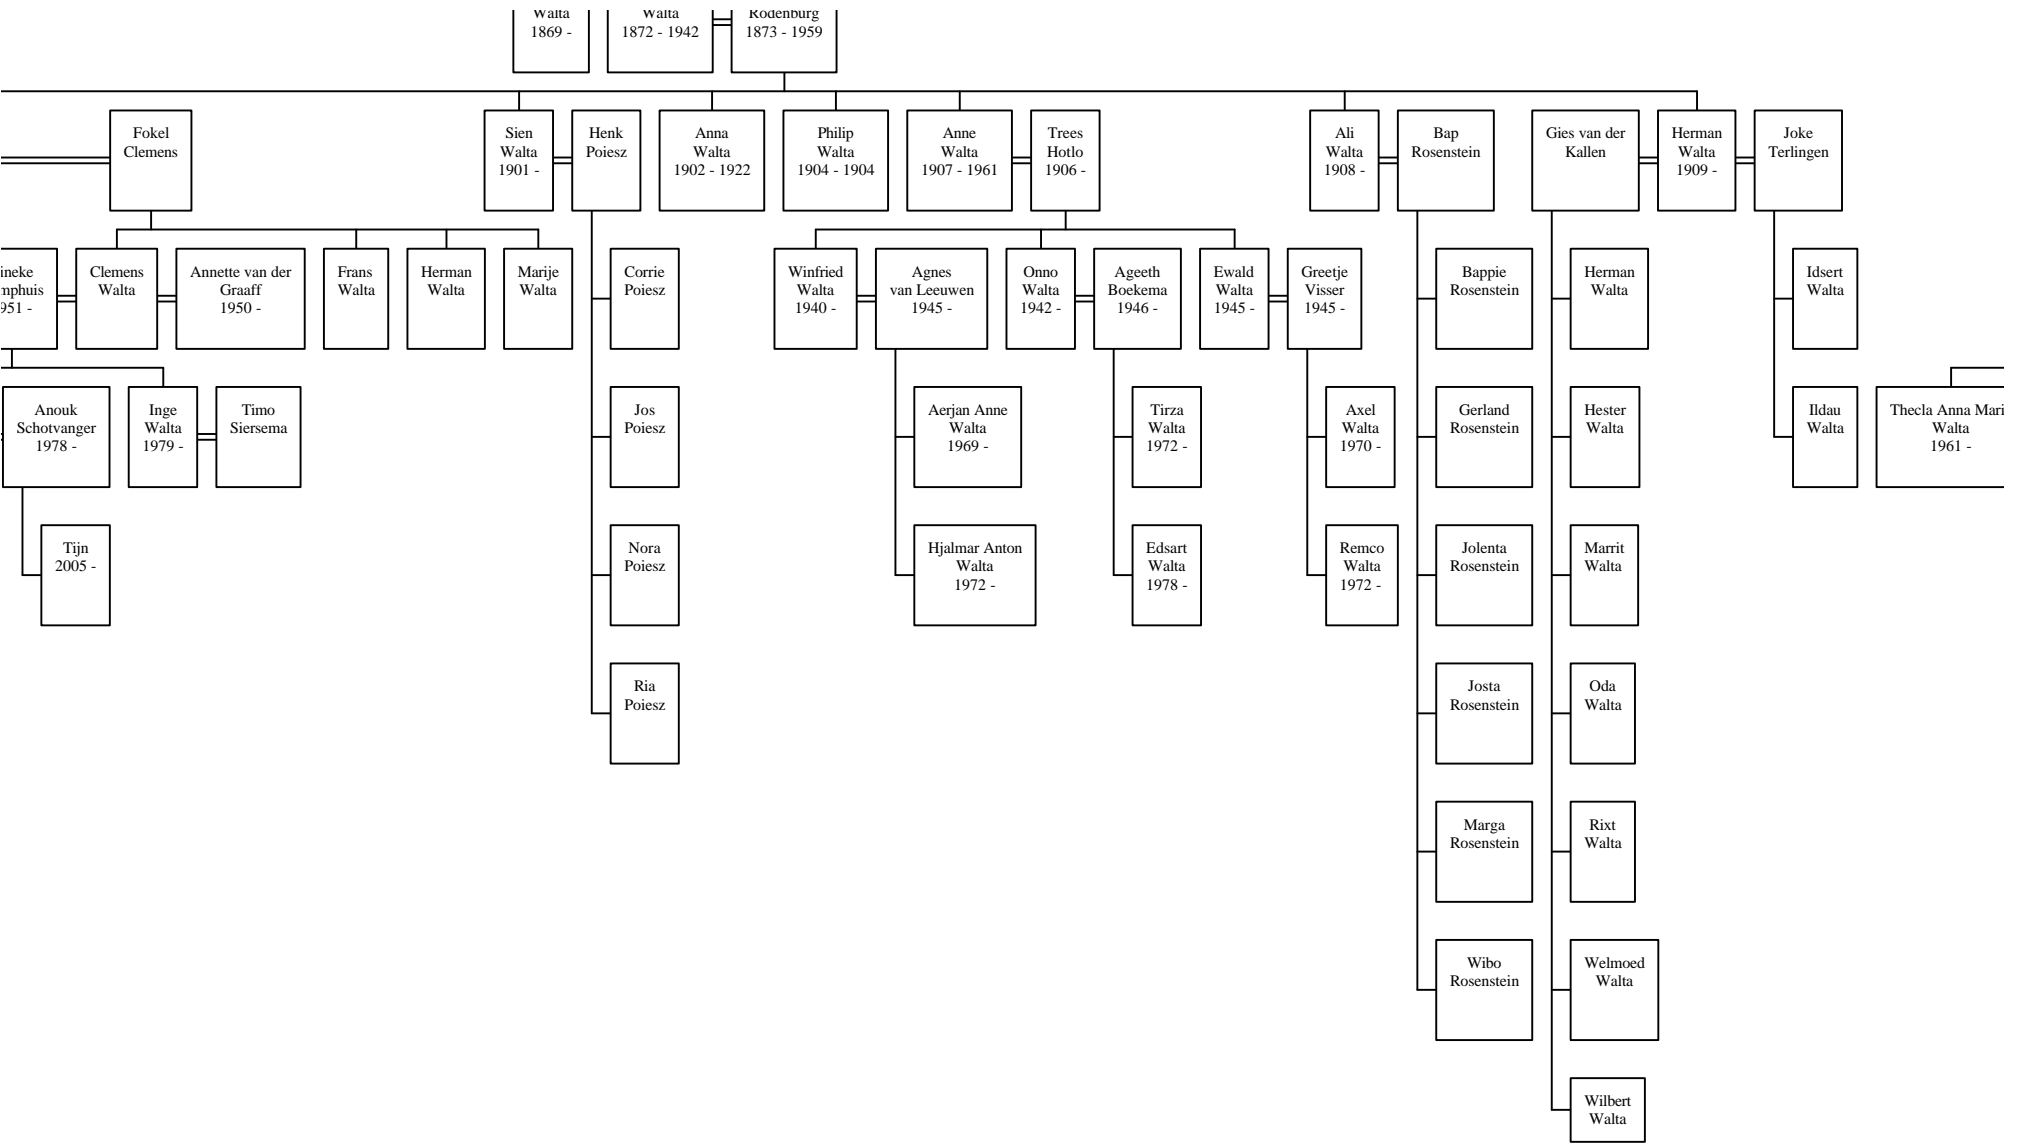 Walta
1869 -
Walta
1872 - 1942
Rodenburg
1873 - 1959
Fokel
Clemens
Sien
Walta
1901 -
Henk
Poiesz
Anna
Walta
1902 - 1922
Philip
Walta
1904 - 1904
Anne
Walta
1907 - 1961
Trees
Hotlo
1906 -
Ali
Walta
1908 -
Bap
Rosenstein
Gies van der
Kallen
Herman
Walta
1909 -
Joke
Terlingen
ineke
mphuis
951 -
Clemens
Walta
Annette van der
Graaff
1950 -
Frans
Walta
Herman
Walta
Marije
Walta
Corrie
Poiesz
Winfried
Walta
1940 -
Agnes
van Leeuwen
1945 -
Onno
Walta
1942 -
Ageeth
Boekema
1946 -
Ewald
Walta
1945 -
Greetje
Visser
1945 -
Bappie
Rosenstein
Herman
Walta
Idsert
Walta
Anouk
Schotvanger
1978 -
Inge
Walta
1979 -
Timo
Siersema
Jos
Poiesz
Aerjan Anne
Walta
1969 -
Tirza
Walta
1972 -
Axel
Walta
1970 -
Gerland
Rosenstein
Hester
Walta
Ildau
Walta
Thecla Anna Mari
Walta
1961 -
Tijn
2005 -
Nora
Poiesz
Hjalmar Anton
Walta
1972 -
Edsart
Walta
1978 -
Remco
Walta
1972 -
Jolenta
Rosenstein
Marrit
Walta
Ria
Poiesz
Josta
Rosenstein
Oda
Walta
Marga
Rosenstein
Rixt
Walta
Wibo
Rosenstein
Welmoed
Walta
Wilbert
Walta